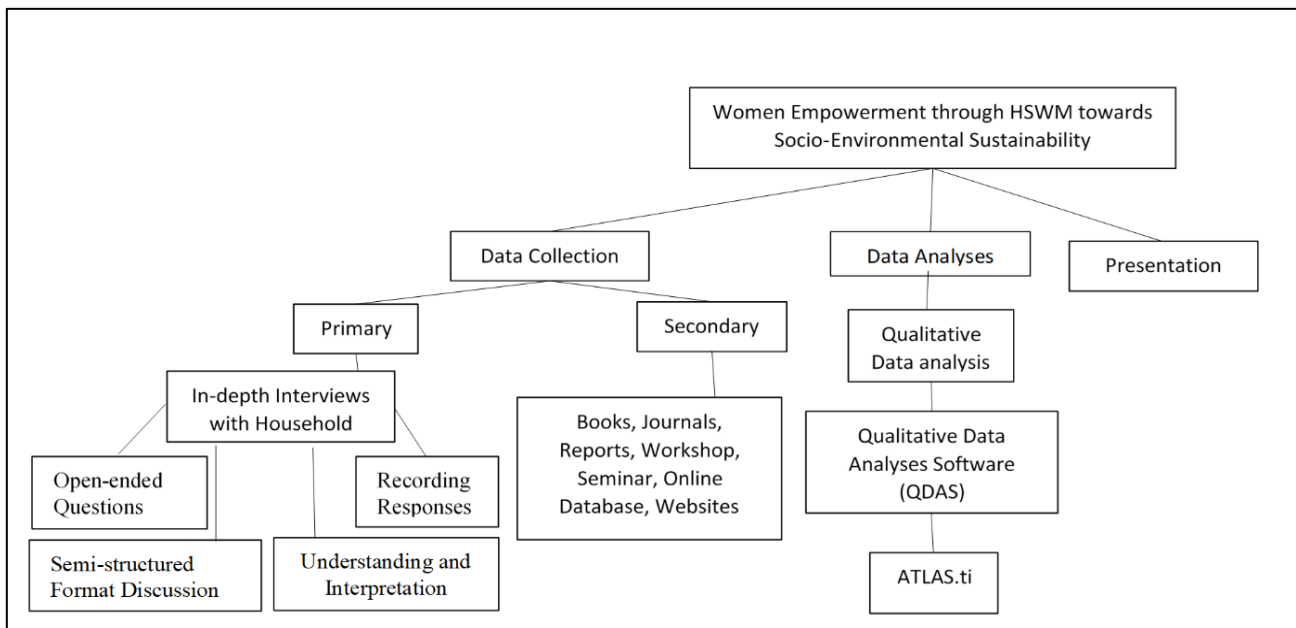 Women Empowerment through HSWM towards
Socio-Environmental Sustainability
Data Collection
Data Analyses
Presentation
Primary
Secondary
Qualitative
Data analysis
In-depth Interviews
with Household
Books, Journals,
Reports, Workshop,
Seminar, Online
Database, Websites
Qualitative Data
Analyses Software
(QDAS)
Open-ended
Questions
Recording
Responses
Semi-structured
Format Discussion
Understanding and
Interpretation
ATLAS.ti